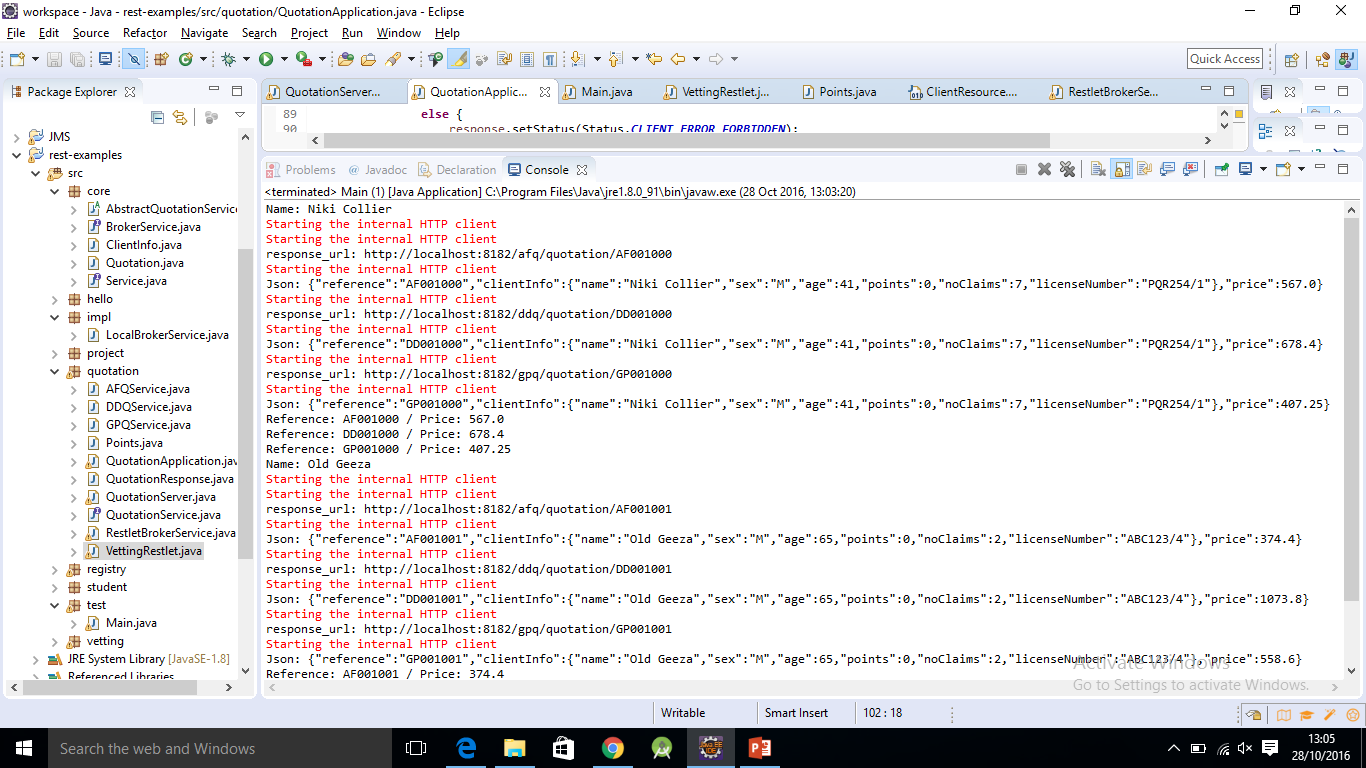 workspace - Java - rest-examples/src/quotation/QuotationApplication.java - Eclipse
File Edit Source Refactor Navigate Search Project Run Window Help
Quick Access
Package Explorer
QuotationServer...
QuotationApplic...
Main.java
VettingRestlet.j...
Points.java
ClientResource....
RestletBrokerSe...
89 else {
90 response.setStatus(Status.CLIENT_ERROR_FORBIDDEN);
JMS
rest-examples
src
core
AbstractQuotationService
BrokerService.java
ClientInfo.java
Quotation.java
Service.java
hello
impl
LocalBrokerService.java
project
quotation
AFQService.java
DDQService.java
GPQService.java
Points.java
QuotationApplication.jav
QuotationResponse.java
QuotationServer.java
QuotationService.java
RestletBrokerService.java
VettingRestlet.java
registry
student
test
Main.java
vetting
JRE System Library [JavaSE-1.8]
Referenced Libraries
Problems @ Javadoc Declaration Console
<terminated> Main (1) [Java Application] C:\Program Files\Java\jre1.8.0_91\bin\javaw.exe (28 Oct 2016, 13:03:20)
Name: Niki Collier
Starting the internal HTTP client
Starting the internal HTTP client
response_url: http://localhost:8182/afq/quotation/AF001000
Starting the internal HTTP client
Json: {"reference":"AF001000","clientInfo":{"name":"Niki Collier","sex":"M","age":41,"points":0,"noClaims":7,"licenseNumber":"PQR254/1"},"price":567.0}
Starting the internal HTTP client
response_url: http://localhost:8182/ddq/quotation/DD001000
Starting the internal HTTP client
Json: {"reference":"DD001000","clientInfo":{"name":"Niki Collier","sex":"M","age":41,"points":0,"noClaims":7,"licenseNumber":"PQR254/1"},"price":678.4}
Starting the internal HTTP client
response_url: http://localhost:8182/gpq/quotation/GP001000
Starting the internal HTTP client
Json: {"reference":"GP001000","clientInfo":{"name":"Niki Collier","sex":"M","age":41,"points":0,"noClaims":7,"licenseNumber":"PQR254/1"},"price":407.25}
Reference: AF001000 / Price: 567.0
Reference: DD001000 / Price: 678.4
Reference: GP001000 / Price: 407.25
Name: Old Geeza
Starting the internal HTTP client
Starting the internal HTTP client
response_url: http://localhost:8182/afq/quotation/AF001001
Starting the internal HTTP client
Json: {"reference":"AF001001","clientInfo":{"name":"Old Geeza","sex":"M","age":65,"points":0,"noClaims":2,"licenseNumber":"ABC123/4"},"price":374.4}
Starting the internal HTTP client
response_url: http://localhost:8182/ddq/quotation/DD001001
Starting the internal HTTP client
Json: {"reference":"DD001001","clientInfo":{"name":"Old Geeza","sex":"M","age":65,"points":0,"noClaims":2,"licenseNumber":"ABC123/4"},"price":1073.8}
Starting the internal HTTP client
response_url: http://localhost:8182/gpq/quotation/GP001001
Starting the internal HTTP client
Json: {"reference":"GP001001","clientInfo":{"name":"Old Geeza","sex":"M","age":65,"points":0,"noClaims":2,"licenseNumber":"ABC123/4"},"price":558.6}
Reference: AF001001 / Price: 374.4
Activate Windows
Go to Settings to activate Windows.
Writable Smart Insert 102 : 18
Search the web and Windows
13:05
28/10/2016